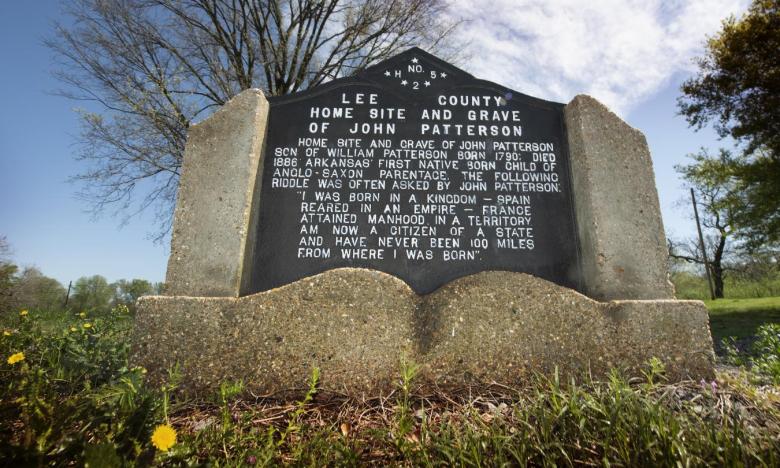 H NO. 5
2
LEE COUNTY
HOME SITE AND GRAVE
OF JOHN PATTERSON
HOME SITE AND GRAVE OF JOHN PATTERSON
SON OF WILLIAM PATTERSON BORN 1790: DIED
1886 ARKANSAS' FIRST NATIVE BORN CHILD OF
ANGLO-SAXON PARENTAGE. THE FOLLOWING
RIDDLE WAS OFTEN ASKED BY JOHN PATTERSON:
"I WAS BORN IN A KINGDOM — SPAIN
REARED IN AN EMPIRE — FRANCE
ATTAINED MANHOOD IN A TERRITORY
AM NOW A CITIZEN OF A STATE
AND HAVE NEVER BEEN 100 MILES
FROM WHERE I WAS BORN".